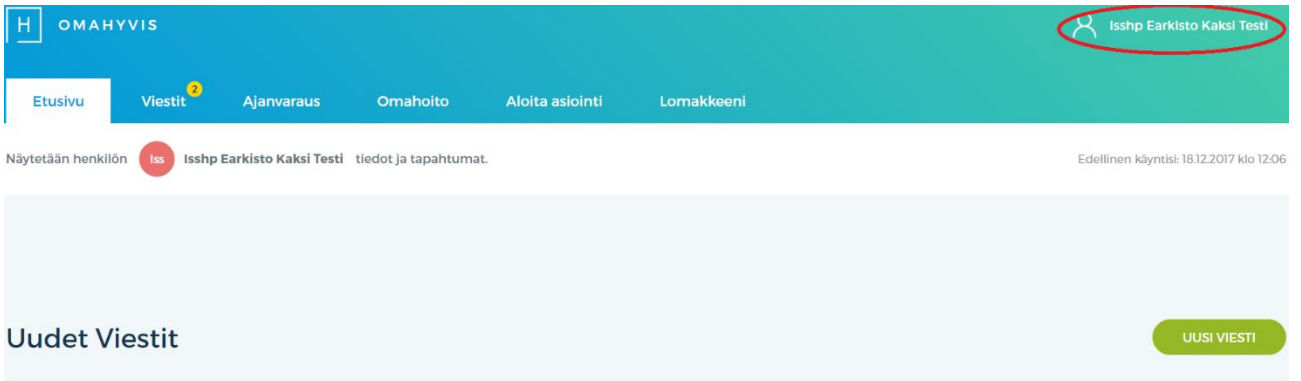 H OMAHYVIS
Isshp Earkisto Kaksi Testi
Etusivu Viestit 2 Ajanvaraus Omahoito Aloita asiointi Lomakkeeni
Näytetään henkilön Iss Isshp Earkisto Kaksi Testi tiedot ja tapahtumat.
Edellinen käyntisi: 18.12.2017 klo 12:06
Uudet Viestit
UUSI VIESTI